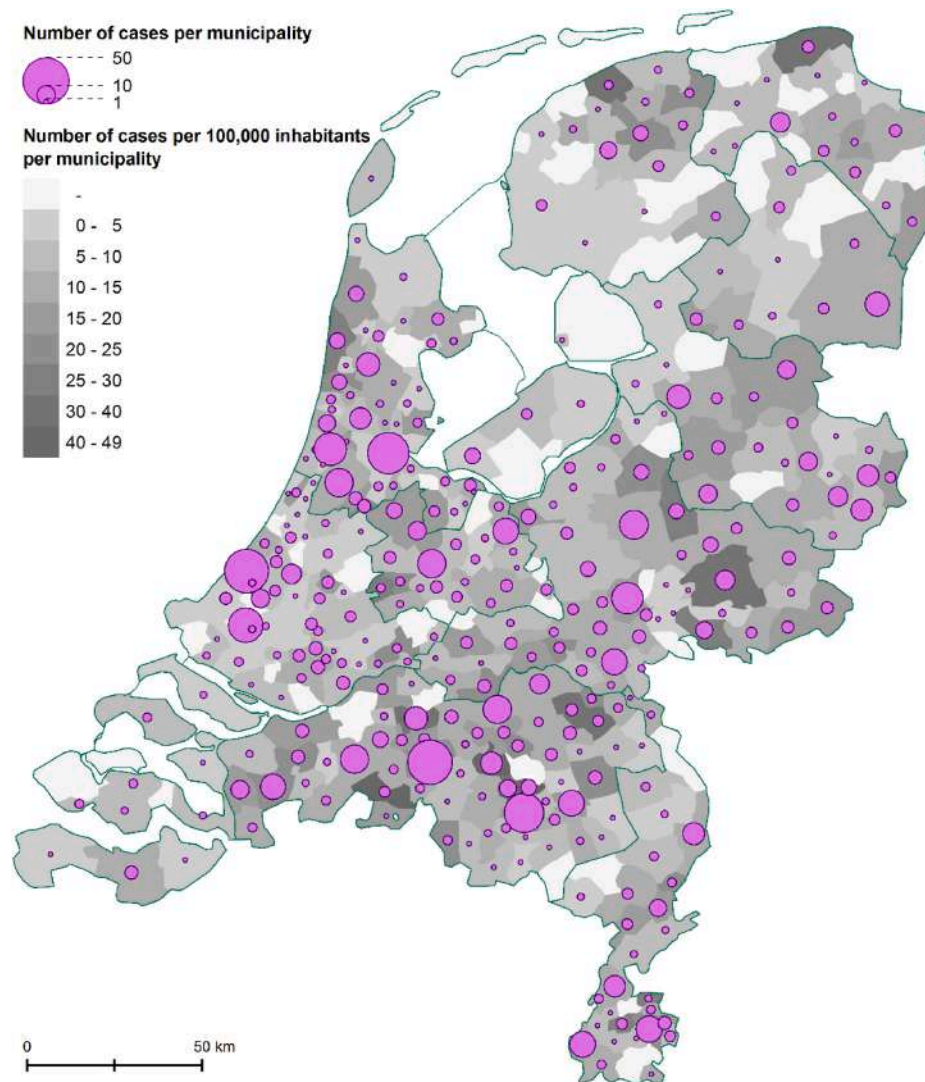 Number of cases per municipality
50
10
1
Number of cases per 100,000 inhabitants
per municipality
-
0 - 5
5 - 10
10 - 15
15 - 20
20 - 25
25 - 30
30 - 40
40 - 49
0
50 km